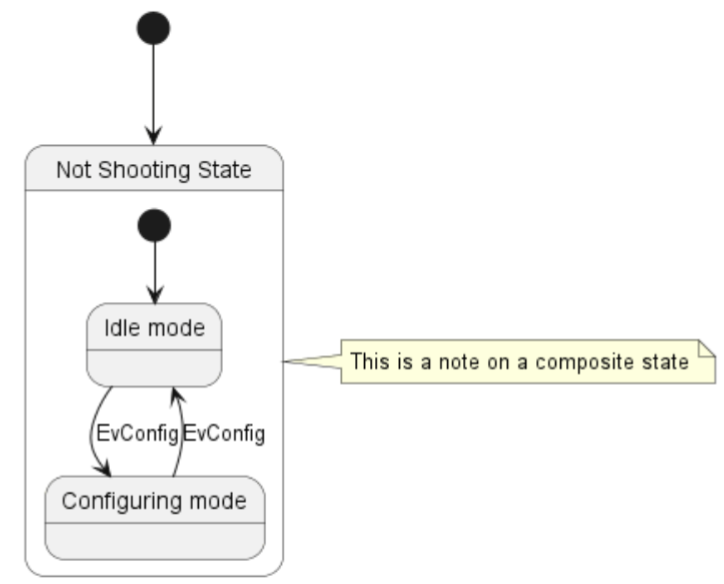 Not Shooting State
Idle mode
This is a note on a composite state
EvConfig EvConfig
Configuring mode